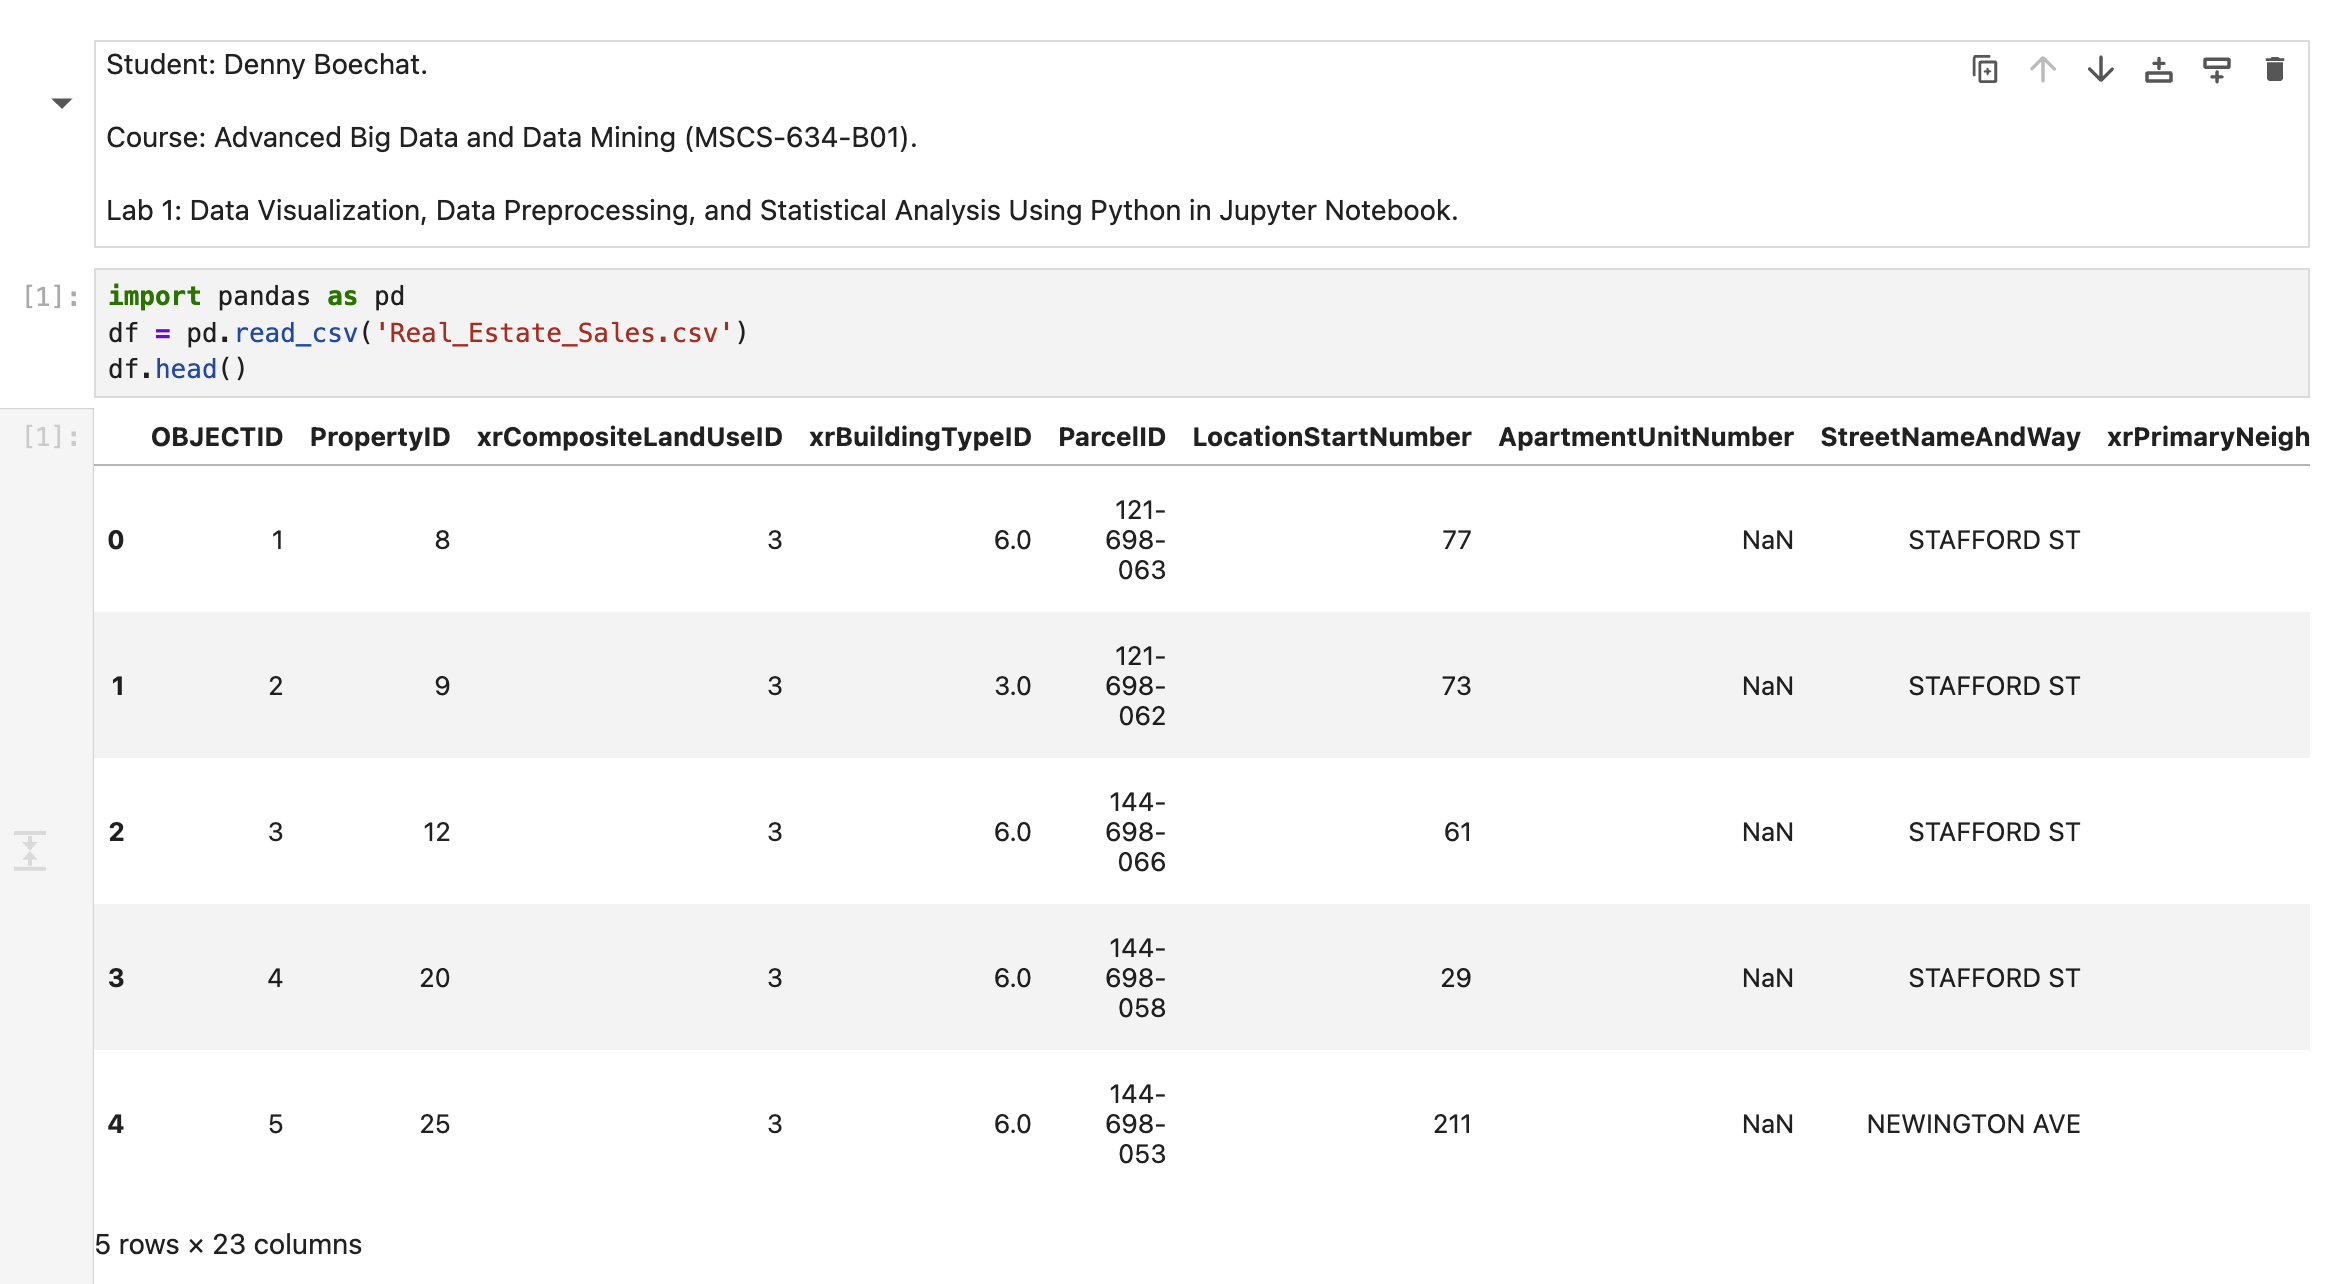 Student: Denny Boechat.
Course: Advanced Big Data and Data Mining (MSCS-634-B01).
Lab 1: Data Visualization, Data Preprocessing, and Statistical Analysis Using Python in Jupyter Notebook.
[1]:
import pandas as pd
df = pd.read_csv('Real_Estate_Sales.csv')
df.head()
[1]:
OBJECTID PropertyID xrCompositeLandUseID xrBuildingTypeID ParcelID LocationStartNumber ApartmentUnitNumber StreetNameAndWay xrPrimaryNeigh
0 1 8 3 6.0 121-698-063 77 NaN STAFFORD ST
1 2 9 3 3.0 121-698-062 73 NaN STAFFORD ST
2 3 12 3 6.0 144-698-066 61 NaN STAFFORD ST
3 4 20 3 6.0 144-698-058 29 NaN STAFFORD ST
4 5 25 3 6.0 144-698-053 211 NaN NEWINGTON AVE
5 rows × 23 columns